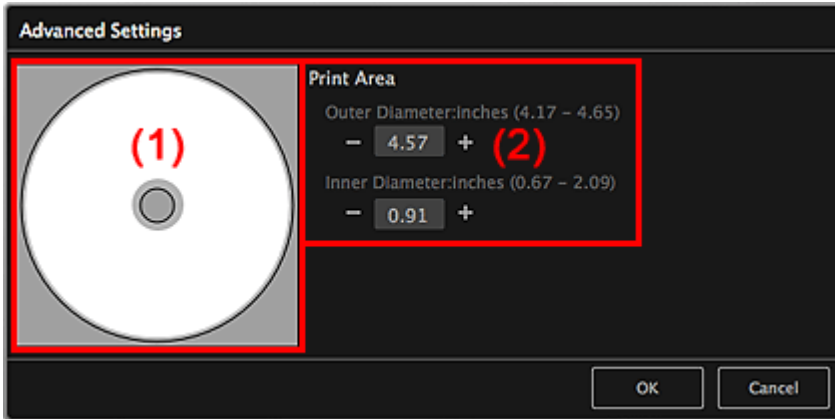 Advanced Settings
(1)
Print Area
Outer Diameter:inches (4.17 – 4.65)
− 4.57 + (2)
Inner Diameter:inches (0.67 – 2.09)
− 0.91 +
OK Cancel